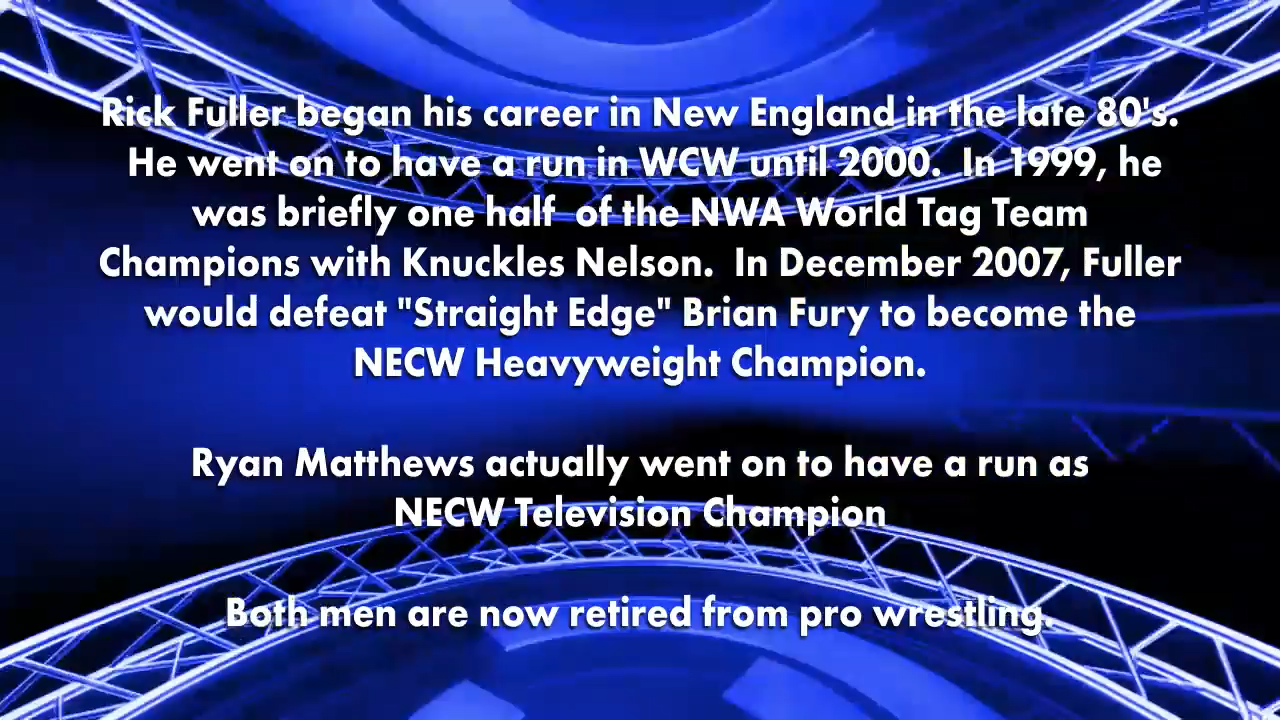 Rick Fuller began his career in New England in the late 80's.
He went on to have a run in WCW until 2000.  In 1999, he
was briefly one half  of the NWA World Tag Team
Champions with Knuckles Nelson.  In December 2007, Fuller
would defeat "Straight Edge" Brian Fury to become the
NECW Heavyweight Champion.
Ryan Matthews actually went on to have a run as
NECW Television Champion
Both men are now retired from pro wrestling.